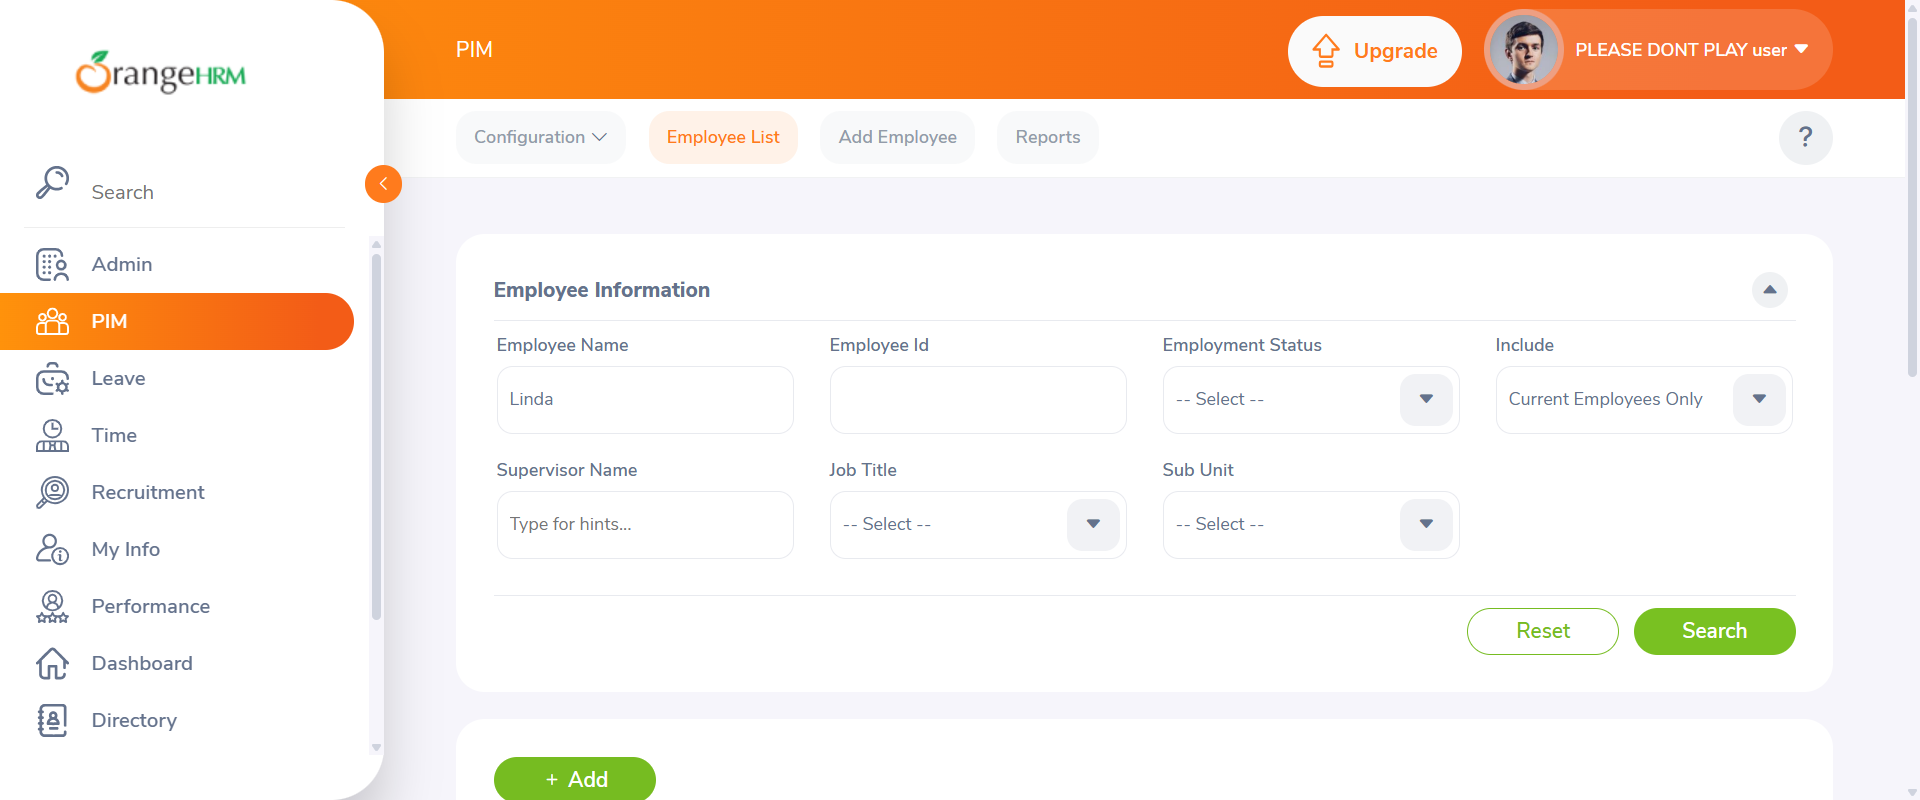 OrangeHRM
Search
Admin
PIM
Leave
Time
Recruitment
My Info
Performance
Dashboard
Directory
PIM
Upgrade
PLEASE DONT PLAY user
Configuration
Employee List
Add Employee
Reports
?
Employee Information
Employee Name
Employee Id
Employment Status
Include
Linda
-- Select --
Current Employees Only
Supervisor Name
Job Title
Sub Unit
Type for hints...
-- Select --
-- Select --
Reset
Search
+ Add